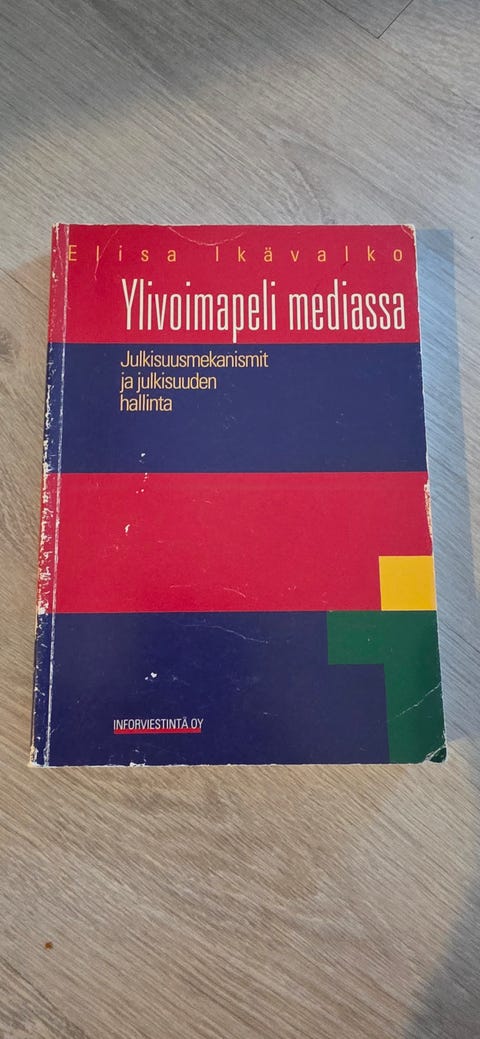 Elisa Ikävalko
Ylivoimapeli mediassa
Julkisuusmekanismit
ja julkisuuden
hallinta
INFORVIESTINTÄ OY